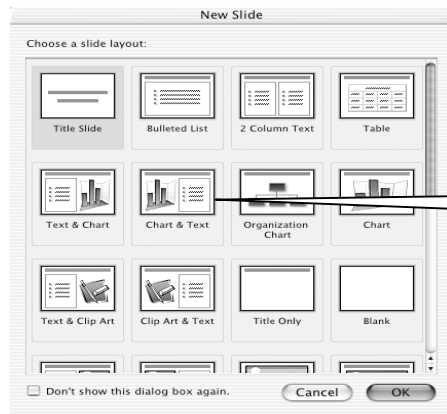 New Slide
Choose a slide layout:
Title Slide
Bulleted List
2 Column Text
Table
Text & Chart
Chart & Text
Organization
Chart
Chart
Text & Clip Art
Clip Art & Text
Title Only
Blank
Don't show this dialog box again.
Cancel
OK